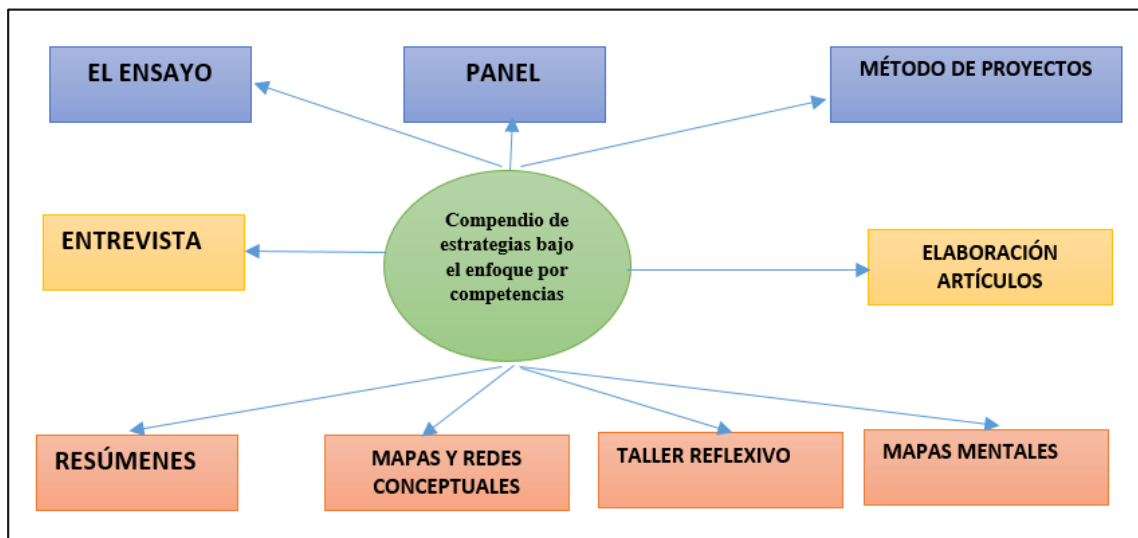 EL ENSAYO
PANEL
MÉTODO DE PROYECTOS
Compendio de
estrategias bajo
el enfoque por
competencias
ENTREVISTA
ELABORACIÓN
ARTÍCULOS
RESÚMENES
MAPAS Y REDES
CONCEPTUALES
TALLER REFLEXIVO
MAPAS MENTALES